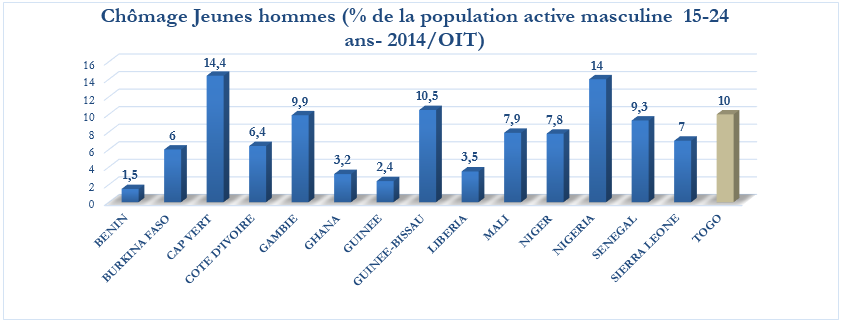 Chômage Jeunes hommes (% de la population active masculine 15-24
ans- 2014/OIT)
16
14
12
10
8
6
4
2
0
1,5
6
14,4
6,4
9,9
3,2
2,4
10,5
3,5
7,9
7,8
14
9,3
7
10
BENIN
BURKINA FASO
CAP VERT
COTE D'IVOIRE
GAMBIE
GHANA
GUINEE
GUINEE-BISSAU
LIBERIA
MALI
NIGER
NIGERIA
SENEGAL
SIERRA LEONE
TOGO